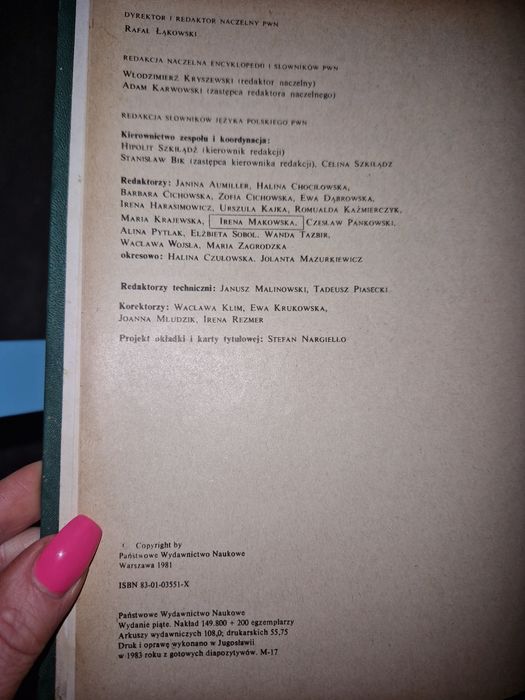 DYREKTOR I REDAKTOR NACZELNY PWN
RAFAŁ ŁĄKOWSKI
REDAKCJA NACZELNA ENCYKLOPEDII I SŁOWNIKÓW PWN
WŁODZIMIERZ KRYSZEWSKI (redaktor naczelny)
ADAM KARWOWSKI (zastępca redaktora naczelnego)
REDAKCJA SŁOWNIKÓW JĘZYKA POLSKIEGO PWN
Kierownictwo zespołu i koordynacja:
HIPOLIT SZKIŁĄDŹ (kierownik redakcji)
STANISŁAW BIK (zastępca kierownika redakcji), CELINA SZKIŁĄDŹ
Redaktorzy: JANINA AUMILLER, HALINA CHOCIŁOWSKA,
BARBARA CICHOWSKA, ZOFIA CICHOWSKA, EWA DĄBROWSKA,
IRENA HARASIMOWICZ, URSZULA KAJKA, ROMUALDA KAŹMIERCZYK,
MARIA KRAJEWSKA, IRENA MAKOWSKA, CZESŁAW PANKOWSKI,
ALINA PYTLAK, ELŻBIETA SOBOL, WANDA TAZBIR,
WACŁAWA WOJSŁA, MARIA ZAGRODZKA
okresowo: HALINA CZUŁOWSKA, JOLANTA MAZURKIEWICZ
Redaktorzy techniczni: JANUSZ MALINOWSKI, TADEUSZ PIASECKI
Korektorzy: WACŁAWA KLIM, EWA KRUKOWSKA,
JOANNA MLUDZIK, IRENA REZMER
Projekt okładki i karty tytułowej: STEFAN NARGIEŁŁO
© Copyright by
Państwowe Wydawnictwo Naukowe
Warszawa 1981
ISBN 83-01-03551-X
Państwowe Wydawnictwo Naukowe
Wydanie piąte. Nakład 149.800 + 200 egzemplarzy
Arkuszy wydawniczych 108,0; drukarskich 55,75
Druk i oprawę wykonano w Jugosławii
w 1983 roku z gotowych diapozytywów. M-17